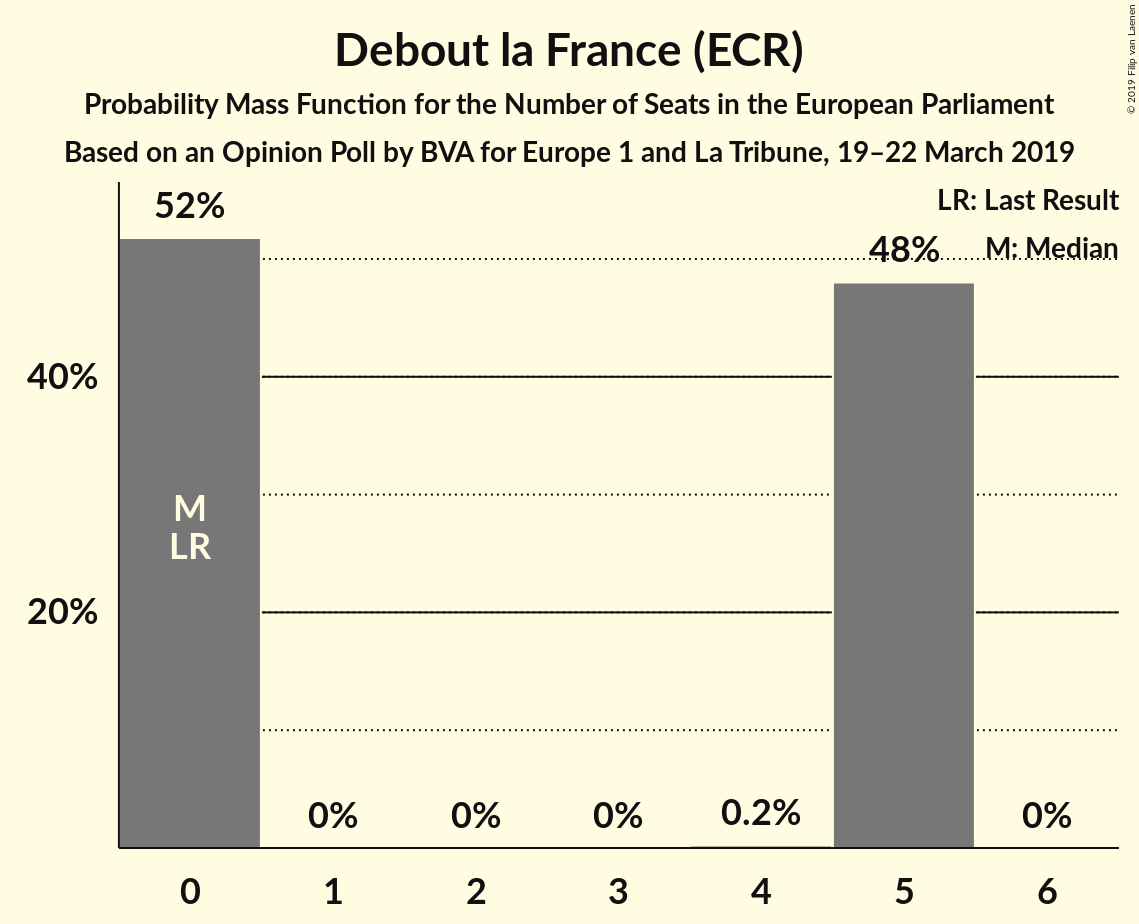 Debout la France (ECR)
Probability Mass Function for the Number of Seats in the European Parliament
Based on an Opinion Poll by BVA for Europe 1 and La Tribune, 19–22 March 2019
© 2019 Filip van Laenen
LR: Last Result
M: Median
52%
48%
40%
20%
M
LR
0%
0%
0%
0.2%
0%
0
1
2
3
4
5
6